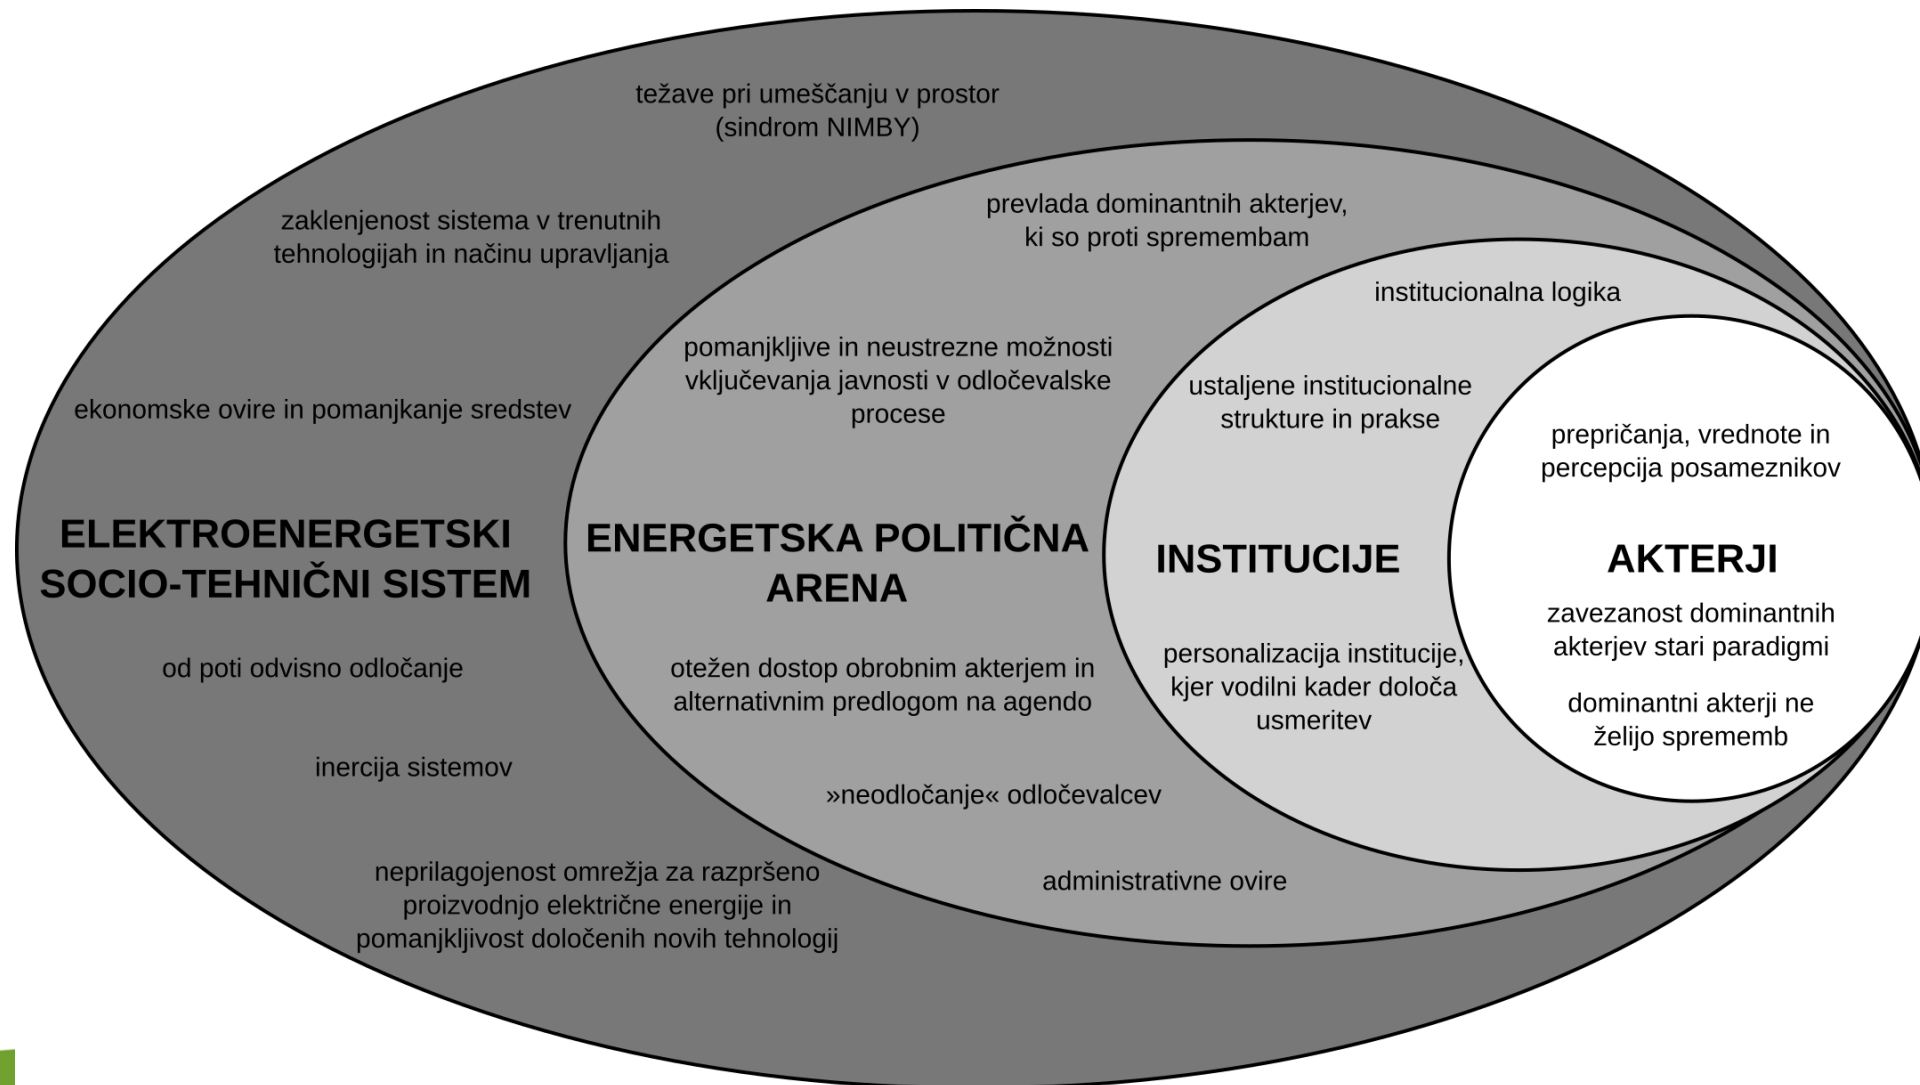 težave pri umeščanju v prostor
(sindrom NIMBY)
zaklenjenost sistema v trenutnih
tehnologijah in načinu upravljanja
ekonomske ovire in pomanjkanje sredstev
ELEKTROENERGETSKI
SOCIO-TEHNIČNI SISTEM
od poti odvisno odločanje
inercija sistemov
neprilagojenost omrežja za razpršeno
proizvodnjo električne energije in
pomanjkljivost določenih novih tehnologij
prevlada dominantnih akterjev,
ki so proti spremembam
pomanjkljive in neustrezne možnosti
vključevanja javnosti v odločevalske
procese
ENERGETSKA POLITIČNA
ARENA
otežen dostop obrobnim akterjem in
alternativnim predlogom na agendo
»neodločanje« odločevalcev
administrativne ovire
institucionalna logika
ustaljene institucionalne
strukture in prakse
INSTITUCIJE
personalizacija institucije,
kjer vodilni kader določa
usmeritev
prepričanja, vrednote in
percepcija posameznikov
AKTERJI
zavezanost dominantnih
akterjev stari paradigmi
dominantni akterji ne
želijo sprememb